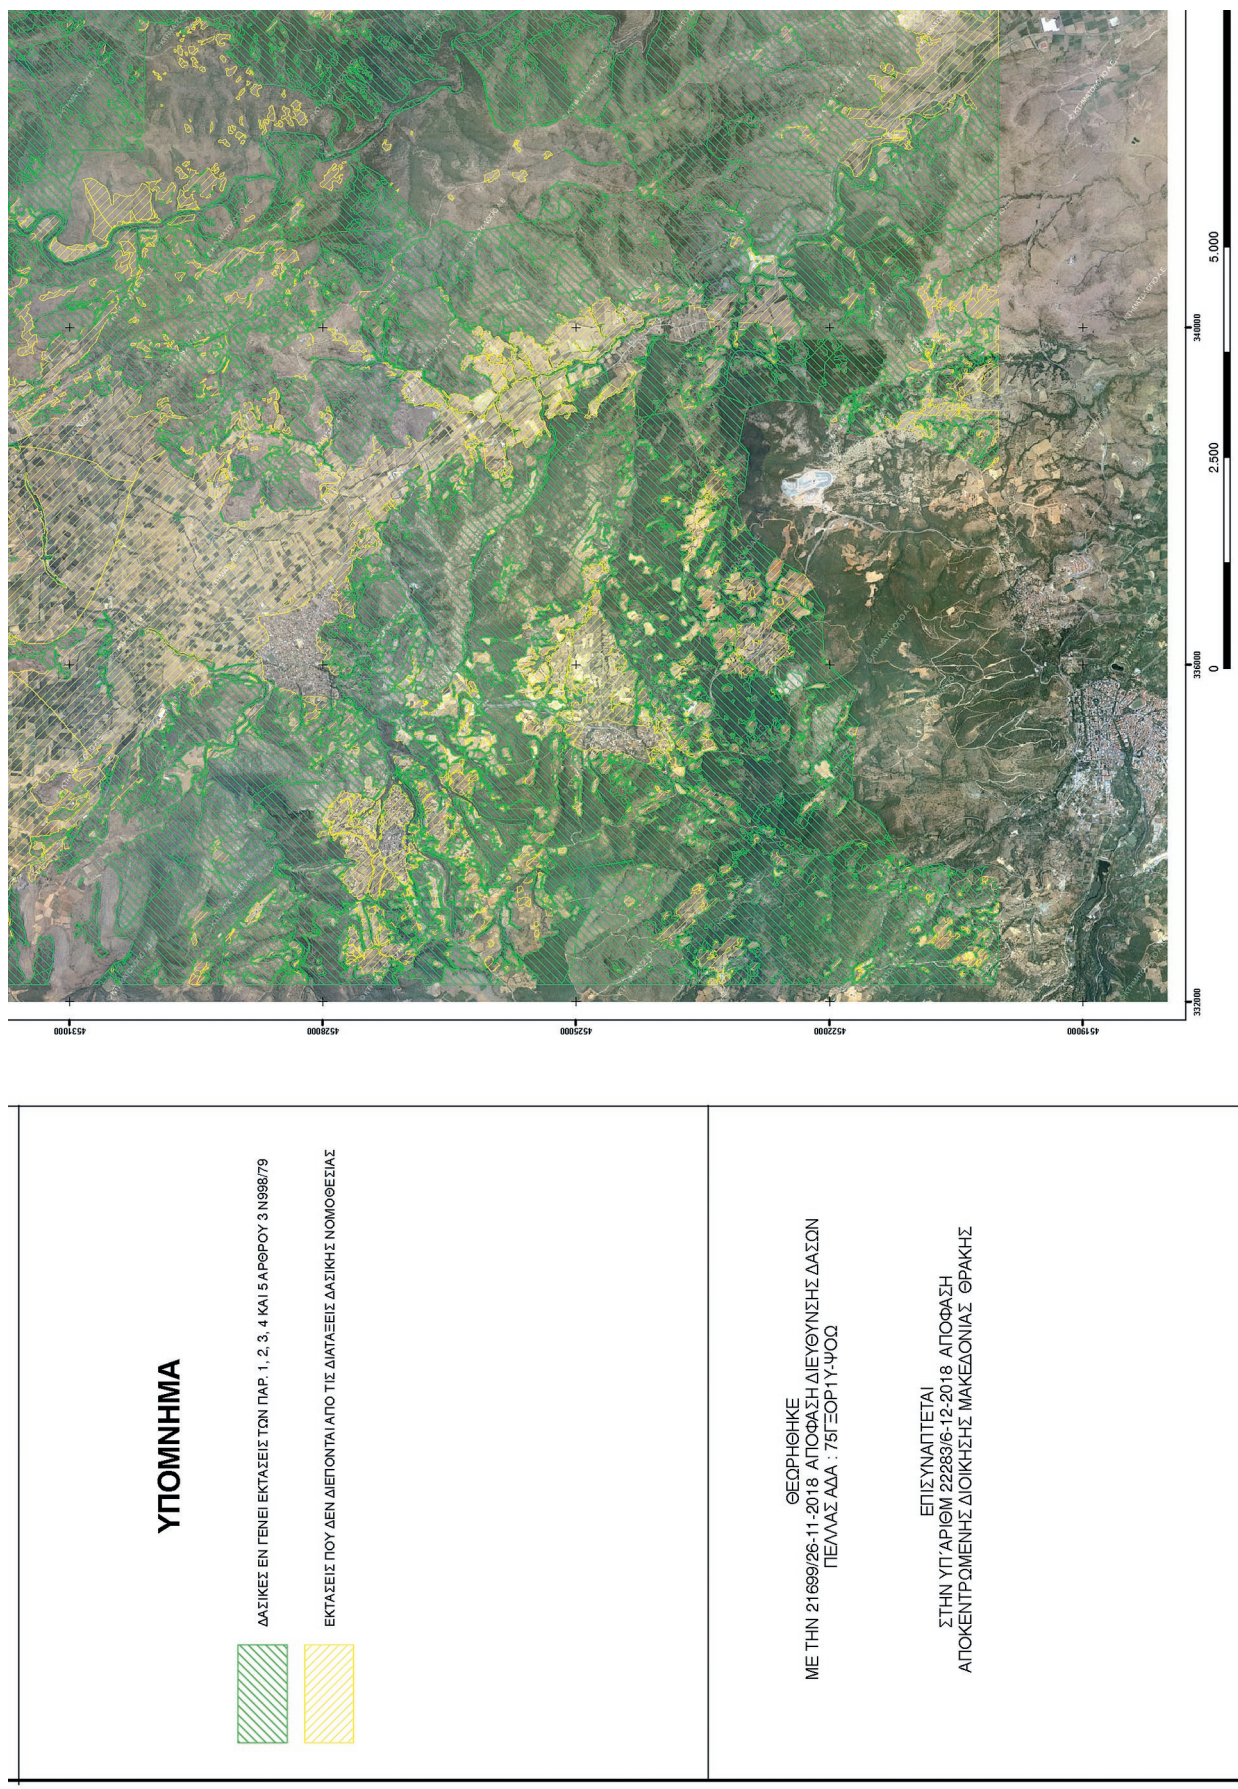 ΥΠΟΜΝΗΜΑ
ΔΑΣΙΚΕΣ ΕΝ ΓΕΝΕΙ ΕΚΤΑΣΕΙΣ ΤΩΝ ΠΑΡ. 1, 2, 3, 4 ΚΑΙ 5 ΑΡΘΡΟΥ 3 Ν998/79
ΕΚΤΑΣΕΙΣ ΠΟΥ ΔΕΝ ΔΙΕΠΟΝΤΑΙ ΑΠΟ ΤΙΣ ΔΙΑΤΑΞΕΙΣ ΔΑΣΙΚΗΣ ΝΟΜΟΘΕΣΙΑΣ
ΘΕΩΡΗΘΗΚΕ
ΜΕ ΤΗΝ 21699/26-11-2018 ΑΠΟΦΑΣΗ ΔΙΕΥΘΥΝΣΗΣ ΔΑΣΩΝ
ΠΕΛΛΑΣ ΑΔΑ : 75ΓΞΟΡ1Υ-ΨΟΩ
ΕΠΙΣΥΝΑΠΤΕΤΑΙ
ΣΤΗΝ ΥΠ΄ΑΡΙΘΜ 22283/6-12-2018 ΑΠΟΦΑΣΗ
ΑΠΟΚΕΝΤΡΩΜΕΝΗΣ ΔΙΟΙΚΗΣΗΣ ΜΑΚΕΔΟΝΙΑΣ ΘΡΑΚΗΣ
4531000
4528000
4525000
4522000
4519000
332000
336000
340000
0
2.500
5.000